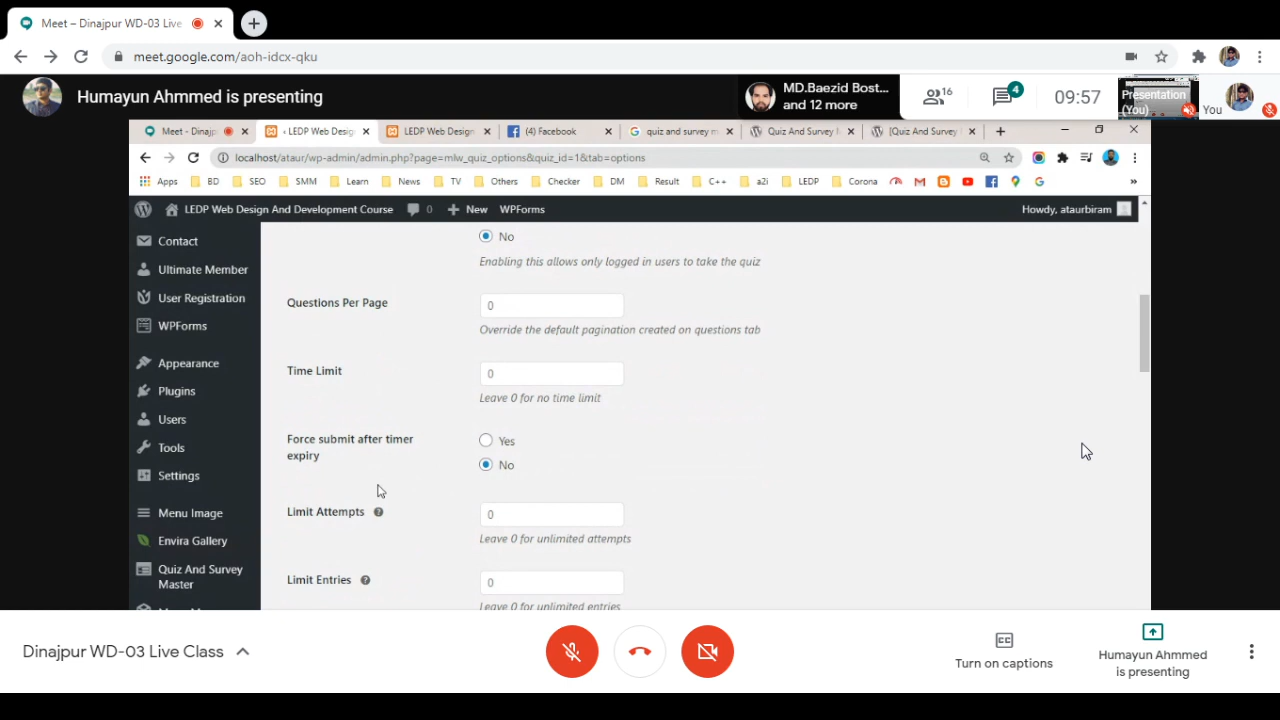 Meet – Dinajpur WD-03 Live
meet.google.com/aoh-idcx-qku
Humayun Ahmmed is presenting
MD.Baezid Bost...
and 12 more
16
4
09:57
Presentation
(You)
You
Meet - Dinajp
‹ LEDP Web Desig
LEDP Web Design
(4) Facebook
quiz and survey m
Quiz And Survey M
[Quiz And Survey
localhost/ataur/wp-admin/admin.php?page=mlw_quiz_options&quiz_id=1&tab=options
Apps
BD
SEO
SMM
Learn
News
TV
Others
Checker
DM
Result
C++
a2i
LEDP
Corona
»
LEDP Web Design And Development Course
0
New
WPForms
Howdy, ataurbiram
Contact
Ultimate Member
User Registration
WPForms
Appearance
Plugins
Users
Tools
Settings
Menu Image
Envira Gallery
Quiz And Survey
Master
No
Enabling this allows only logged in users to take the quiz
Questions Per Page
0
Override the default pagination created on questions tab
Time Limit
0
Leave 0 for no time limit
Force submit after timer
expiry
Yes
No
Limit Attempts
0
Leave 0 for unlimited attempts
Limit Entries
0
Leave 0 for unlimited entries
Dinajpur WD-03 Live Class
Turn on captions
Humayun Ahmmed
is presenting